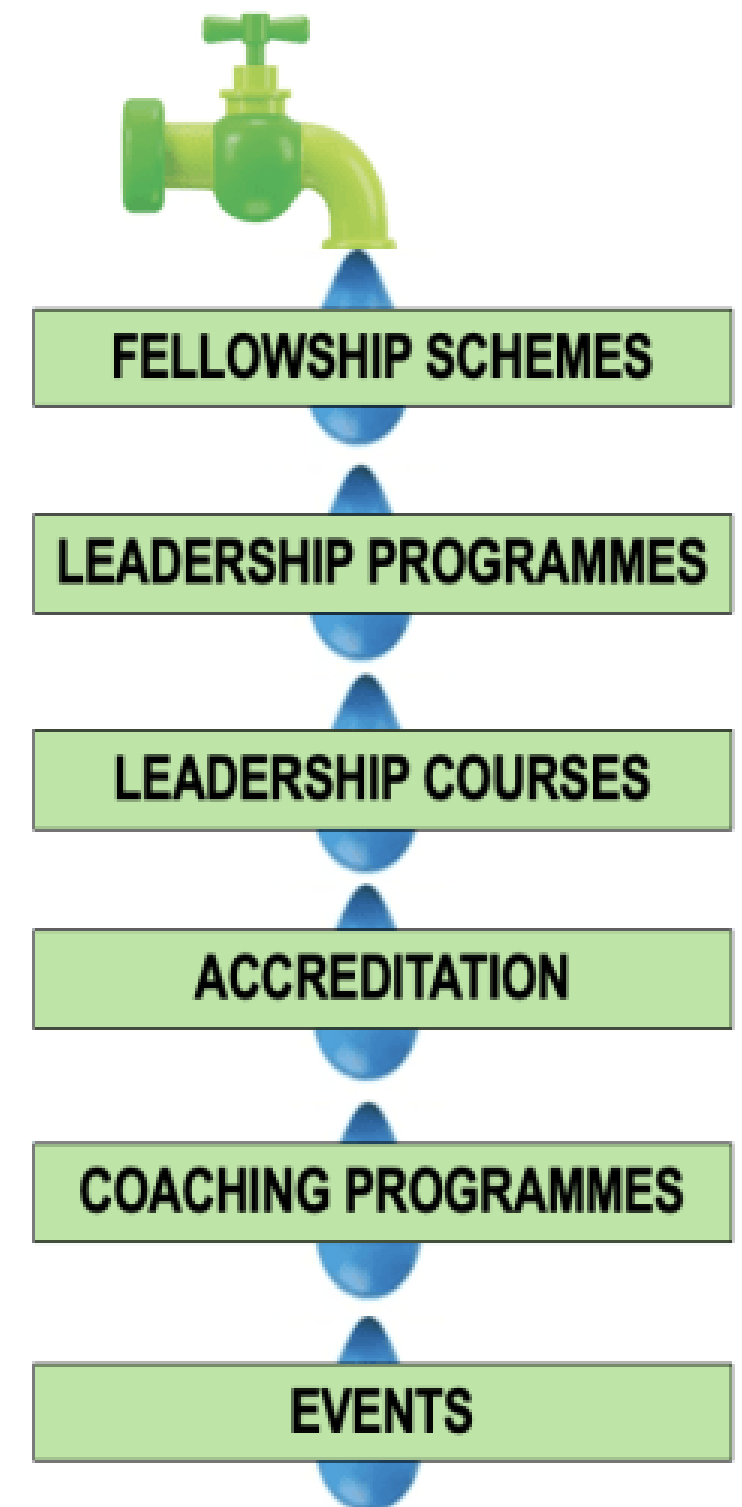 FELLOWSHIP SCHEMES
LEADERSHIP PROGRAMMES
LEADERSHIP COURSES
ACCREDITATION
COACHING PROGRAMMES
EVENTS